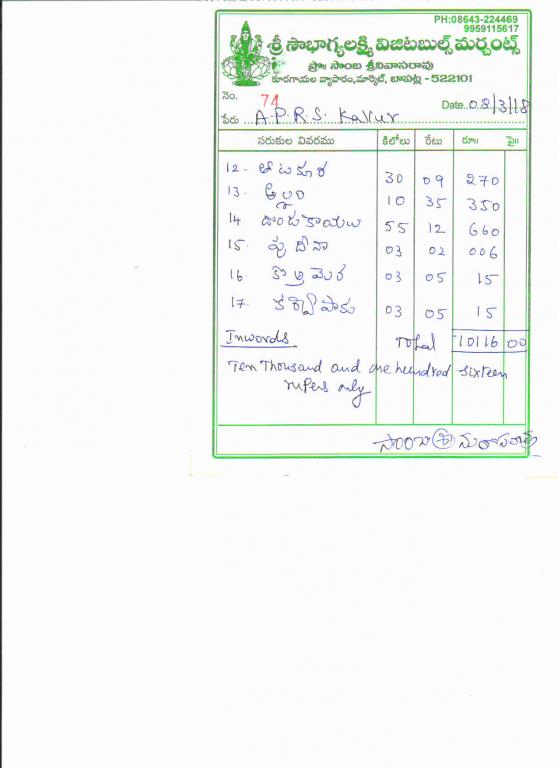 PH:08643-224469
9959115617
శ్రీ సౌభాగ్యలక్ష్మి విజిటబుల్స్ మర్చంట్స్
ప్రొ॥ సాంబ శ్రీనివాసరావు
కూరగాయల వ్యాపారం, మార్కెట్, బాపట్ల - 522101
నెం. 74 Date..08/3/18
పేరు ...A.P.R.S. Kavur
సరుకుల వివరము కిలోలు రేటు రూ॥ పై॥
12. తోటకూర 30 09 270
13. అల్లం 10 35 350
14 దొండకాయలు 55 12 660
15. పుదీనా 03 02 006
16 కొత్తిమెర 03 05 15
17. కర్వేపాకు 03 05 15
Inwords. Total 10116 00
Ten Thousand and one hundred sixteen
rupees only